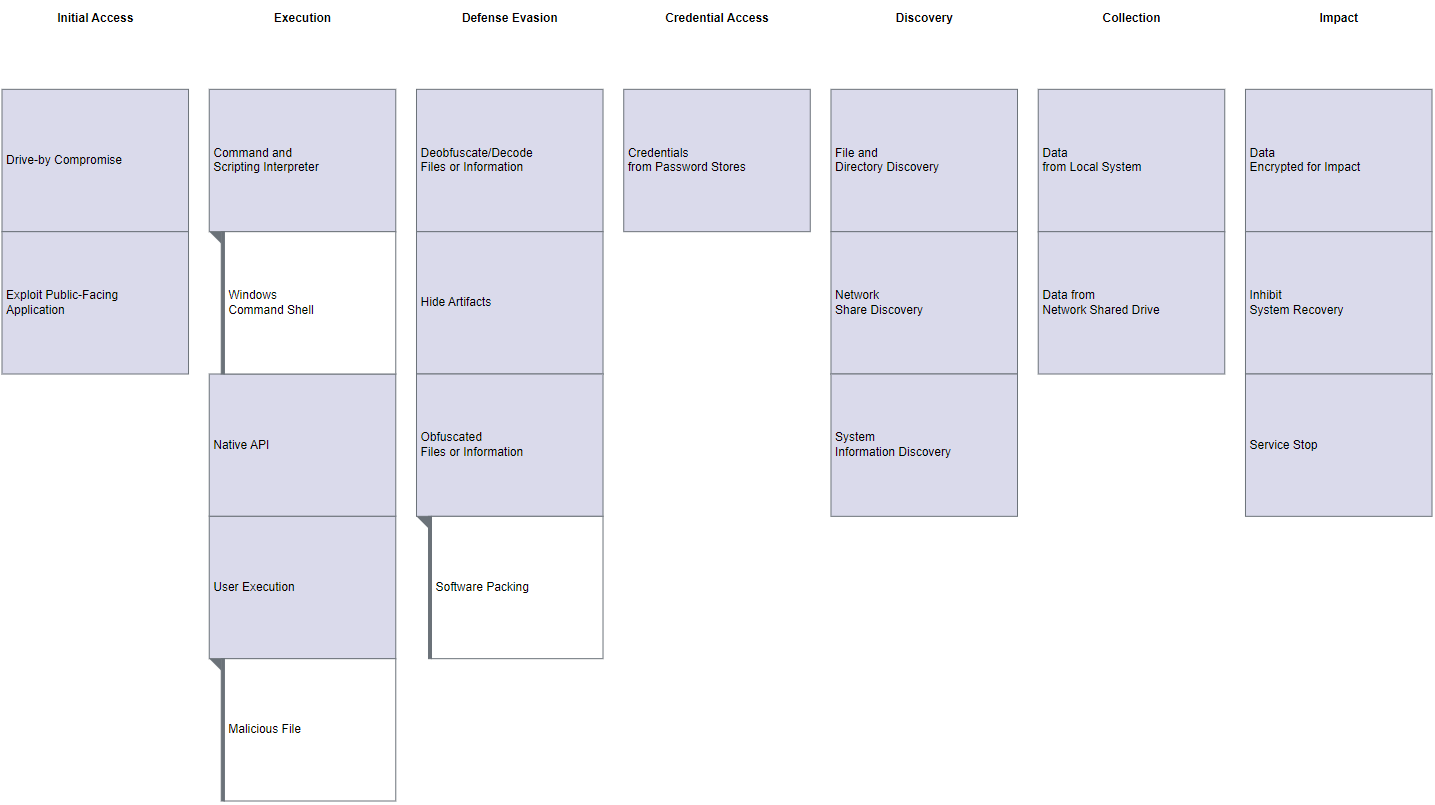 Initial Access
Execution
Defense Evasion
Credential Access
Discovery
Collection
Impact
Drive-by Compromise
Exploit Public-Facing
Application
Command and
Scripting Interpreter
Windows
Command Shell
Native API
User Execution
Malicious File
Deobfuscate/Decode
Files or Information
Hide Artifacts
Obfuscated
Files or Information
Software Packing
Credentials
from Password Stores
File and
Directory Discovery
Network
Share Discovery
System
Information Discovery
Data
from Local System
Data from
Network Shared Drive
Data
Encrypted for Impact
Inhibit
System Recovery
Service Stop